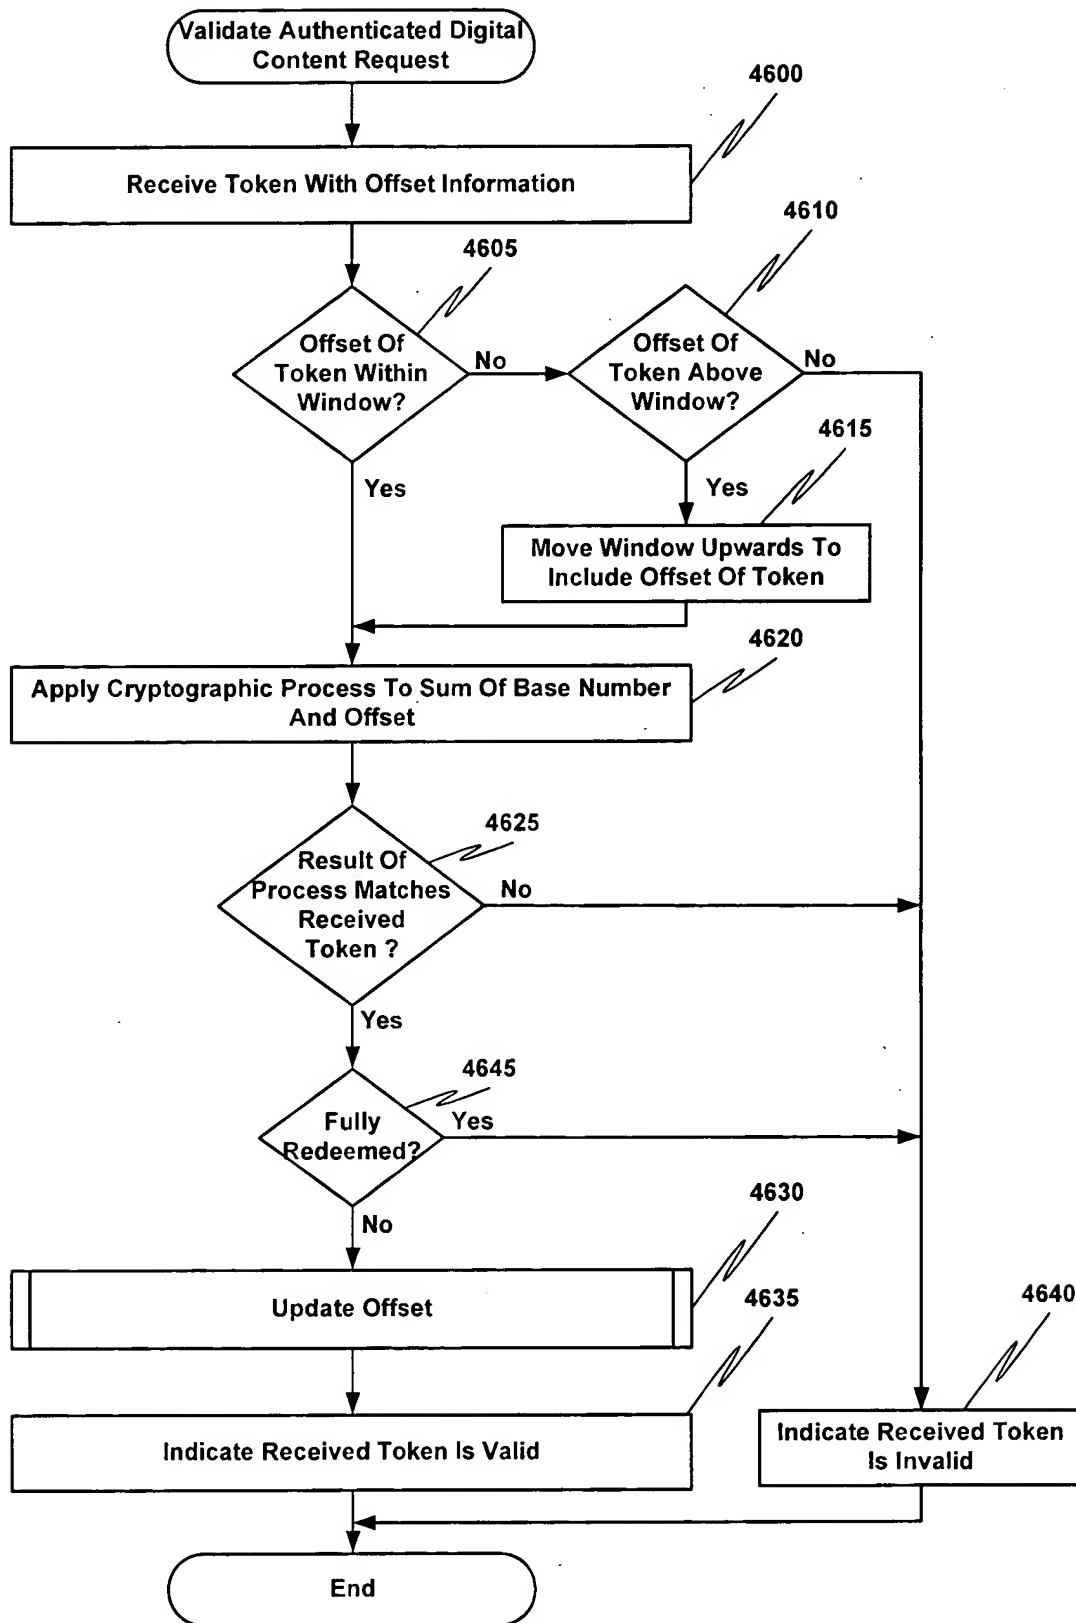 Validate Authenticated Digital
Content Request
4600
Receive Token With Offset Information
4605
4610
Offset Of
Token Within
Window?
No
Offset Of
Token Above
Window?
No
4615
Yes
Yes
Move Window Upwards To
Include Offset Of Token
4620
Apply Cryptographic Process To Sum Of Base Number
And Offset
4625
Result Of
Process Matches
Received
Token ?
No
Yes
4645
Fully
Redeemed?
Yes
No
4630
Update Offset
4635
4640
Indicate Received Token Is Valid
Indicate Received Token
Is Invalid
End